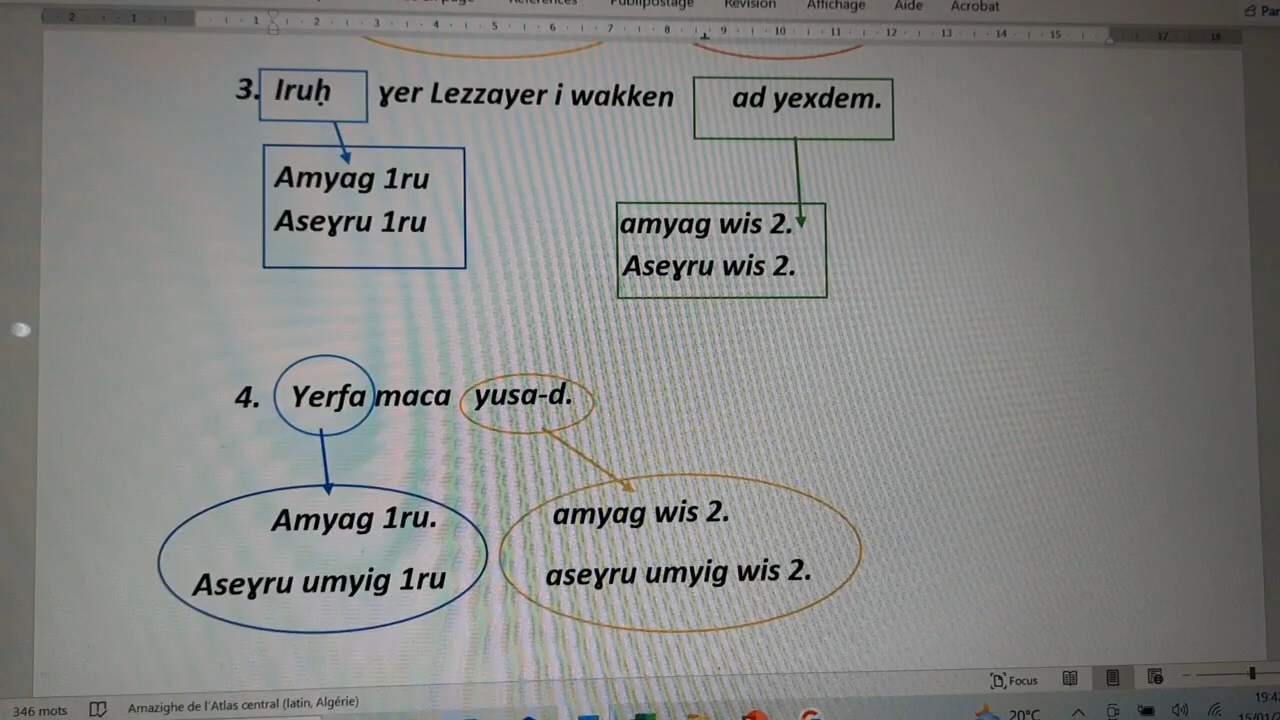 Révision Affichage Aide Acrobat
3. Iruḥ ɣer Lezzayer i wakken ad yexdem.
Amyag 1ru
Aseɣru 1ru
amyag wis 2.
Aseɣru wis 2.
4. Yerfa maca yusa-d.
Amyag 1ru.
Aseɣru umyig 1ru
amyag wis 2.
aseɣru umyig wis 2.
Focus
346 mots Amazighe de l'Atlas central (latin, Algérie)
20°C